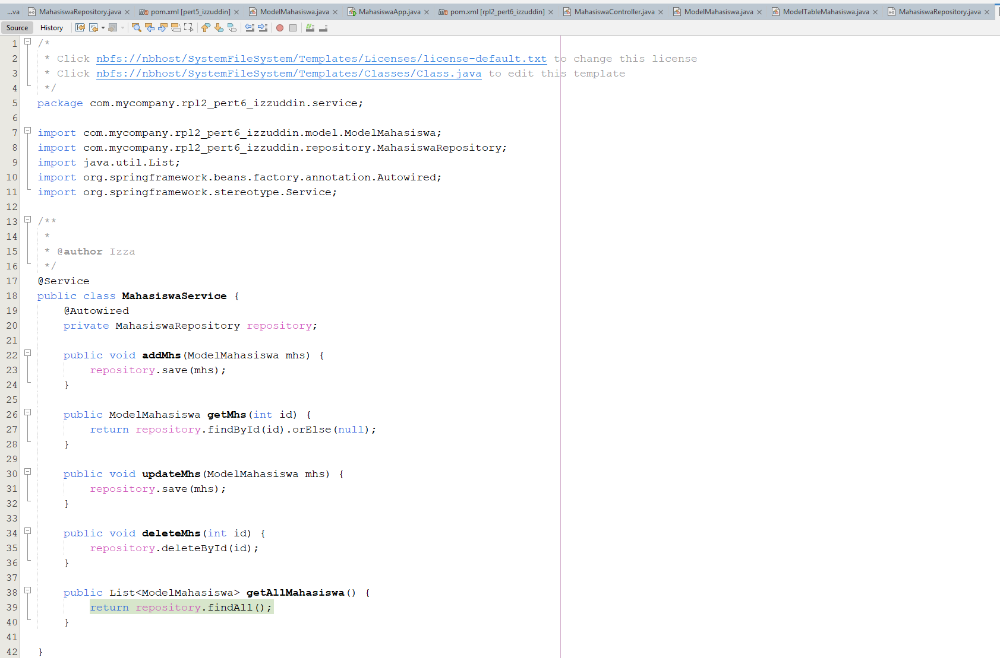 ...va MahasiswaRepository.java pom.xml [pert5_izzuddin] ModelMahasiswa.java MahasiswaApp.java pom.xml [rpl2_pert6_izzuddin] MahasiswaController.java ModelMahasiswa.java ModelTableMahasiswa.java MahasiswaRepository.java
Source History
1 /*
2 * Click nbfs://nbhost/SystemFileSystem/Templates/Licenses/license-default.txt to change this license
3 * Click nbfs://nbhost/SystemFileSystem/Templates/Classes/Class.java to edit this template
4 */
5 package com.mycompany.rpl2_pert6_izzuddin.service;
6
7 import com.mycompany.rpl2_pert6_izzuddin.model.ModelMahasiswa;
8 import com.mycompany.rpl2_pert6_izzuddin.repository.MahasiswaRepository;
9 import java.util.List;
10 import org.springframework.beans.factory.annotation.Autowired;
11 import org.springframework.stereotype.Service;
12
13 /**
14 *
15 * @author Izza
16 */
17 @Service
18 public class MahasiswaService {
19 @Autowired
20 private MahasiswaRepository repository;
21
22 public void addMhs(ModelMahasiswa mhs) {
23 repository.save(mhs);
24 }
25
26 public ModelMahasiswa getMhs(int id) {
27 return repository.findById(id).orElse(null);
28 }
29
30 public void updateMhs(ModelMahasiswa mhs) {
31 repository.save(mhs);
32 }
33
34 public void deleteMhs(int id) {
35 repository.deleteById(id);
36 }
37
38 public List<ModelMahasiswa> getAllMahasiswa() {
39 return repository.findAll();
40 }
41
42 }